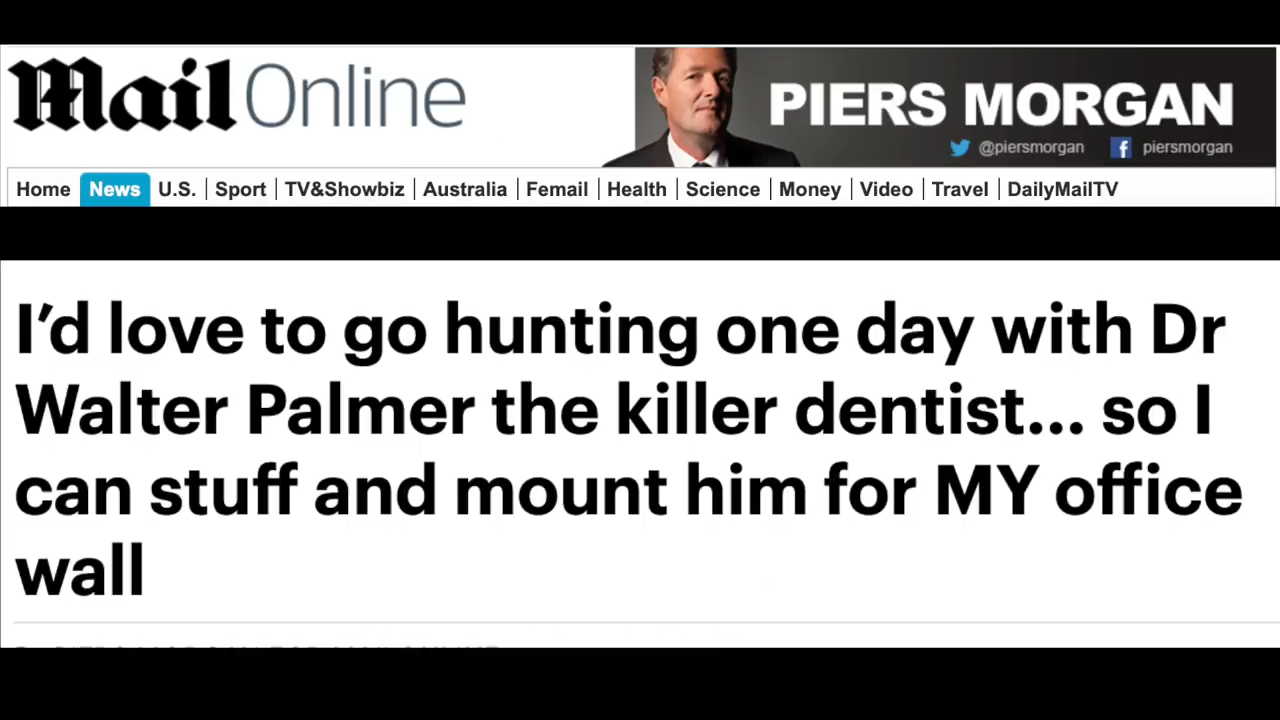 Mail Online
PIERS MORGAN
@piersmorgan piersmorgan
Home News U.S. Sport TV&Showbiz Australia Femail Health Science Money Video Travel DailyMailTV
I’d love to go hunting one day with Dr
Walter Palmer the killer dentist... so I
can stuff and mount him for MY office
wall